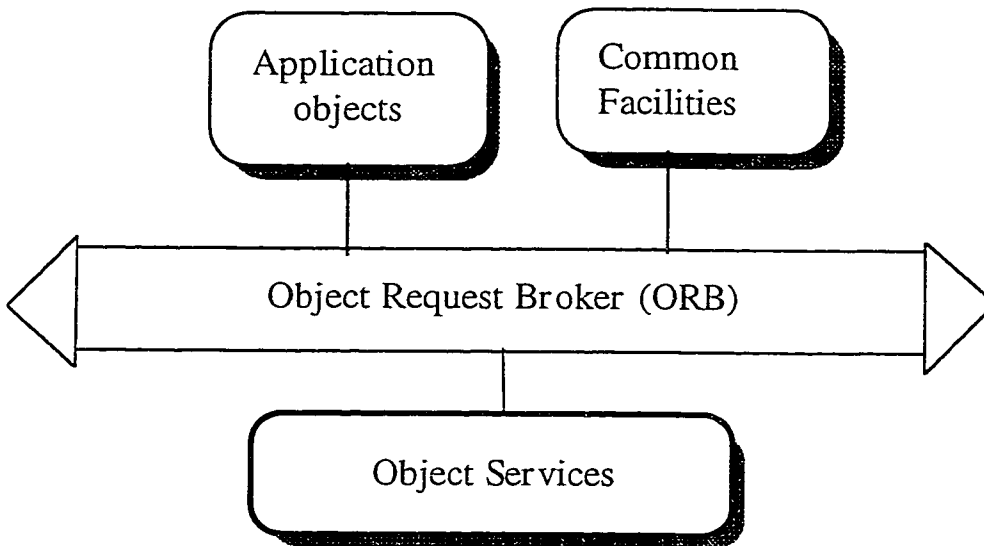 Application
objects
Common
Facilities
Object Request Broker (ORB)
Object Services